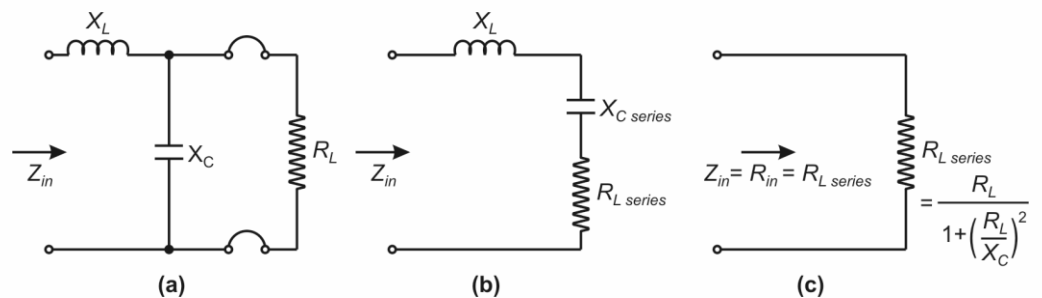 X_L
X_C
R_L
Z_in
(a)
X_L
X_C series
R_L series
Z_in
(b)
Z_in = R_in = R_L series
R_L series
= R_L / 1+(R_L/X_C)^2
(c)